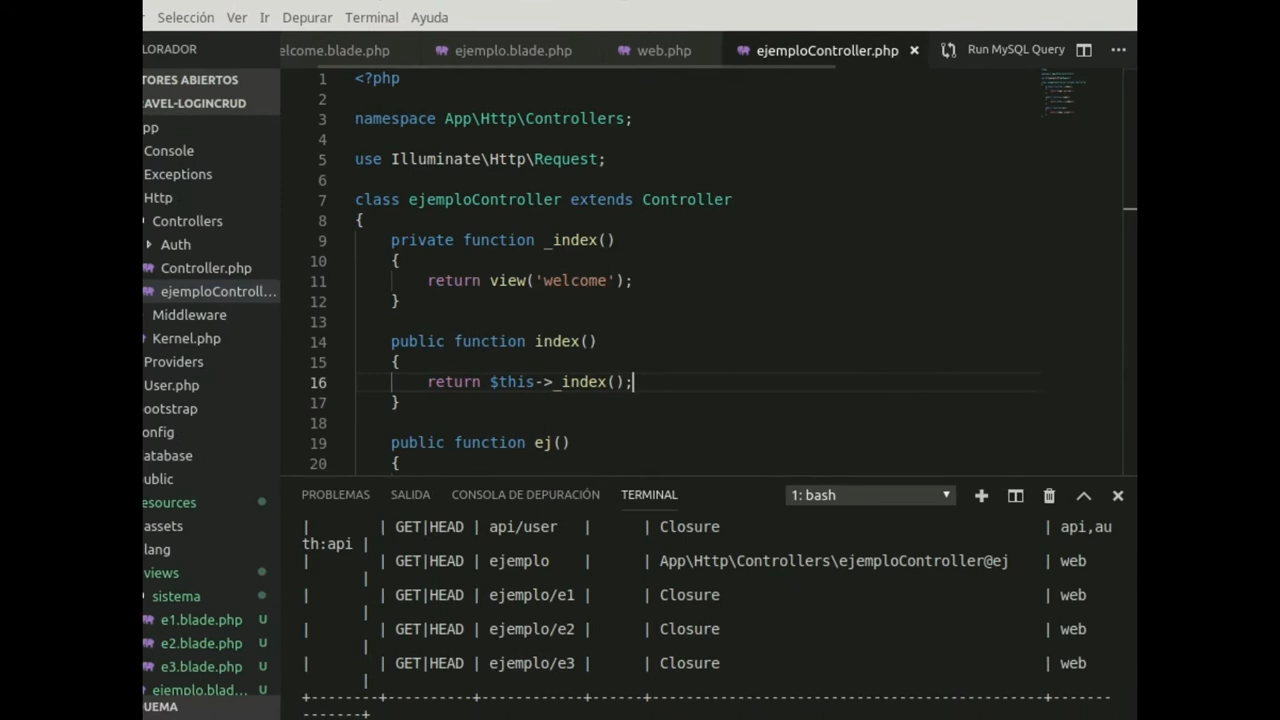 Selección Ver Ir Depurar Terminal Ayuda
LORADOR
elcome.blade.php ejemplo.blade.php web.php ejemploController.php × Run MySQL Query ···
TORES ABIERTOS
AVEL-LOGINCRUD
pp
Console
Exceptions
Http
Controllers
Auth
Controller.php
ejemploControll...
Middleware
Kernel.php
Providers
User.php
ootstrap
onfig
atabase
ublic
esources
assets
lang
views
sistema
e1.blade.php U
e2.blade.php U
e3.blade.php U
ejemplo.blad... U
UEMA
1 <?php
2
3 namespace App\Http\Controllers;
4
5 use Illuminate\Http\Request;
6
7 class ejemploController extends Controller
8 {
9 private function _index()
10 {
11 return view('welcome');
12 }
13
14 public function index()
15 {
16 return $this->_index();
17 }
18
19 public function ej()
20 {
PROBLEMAS SALIDA CONSOLA DE DEPURACIÓN TERMINAL 1: bash
| | GET|HEAD | api/user | | Closure | api,au
th:api |
| | GET|HEAD | ejemplo | | App\Http\Controllers\ejemploController@ej | web
|
| | GET|HEAD | ejemplo/e1 | | Closure | web
|
| | GET|HEAD | ejemplo/e2 | | Closure | web
|
| | GET|HEAD | ejemplo/e3 | | Closure | web
|
+--------+----------+------------+------+-------------------------------------------+-------
-------+